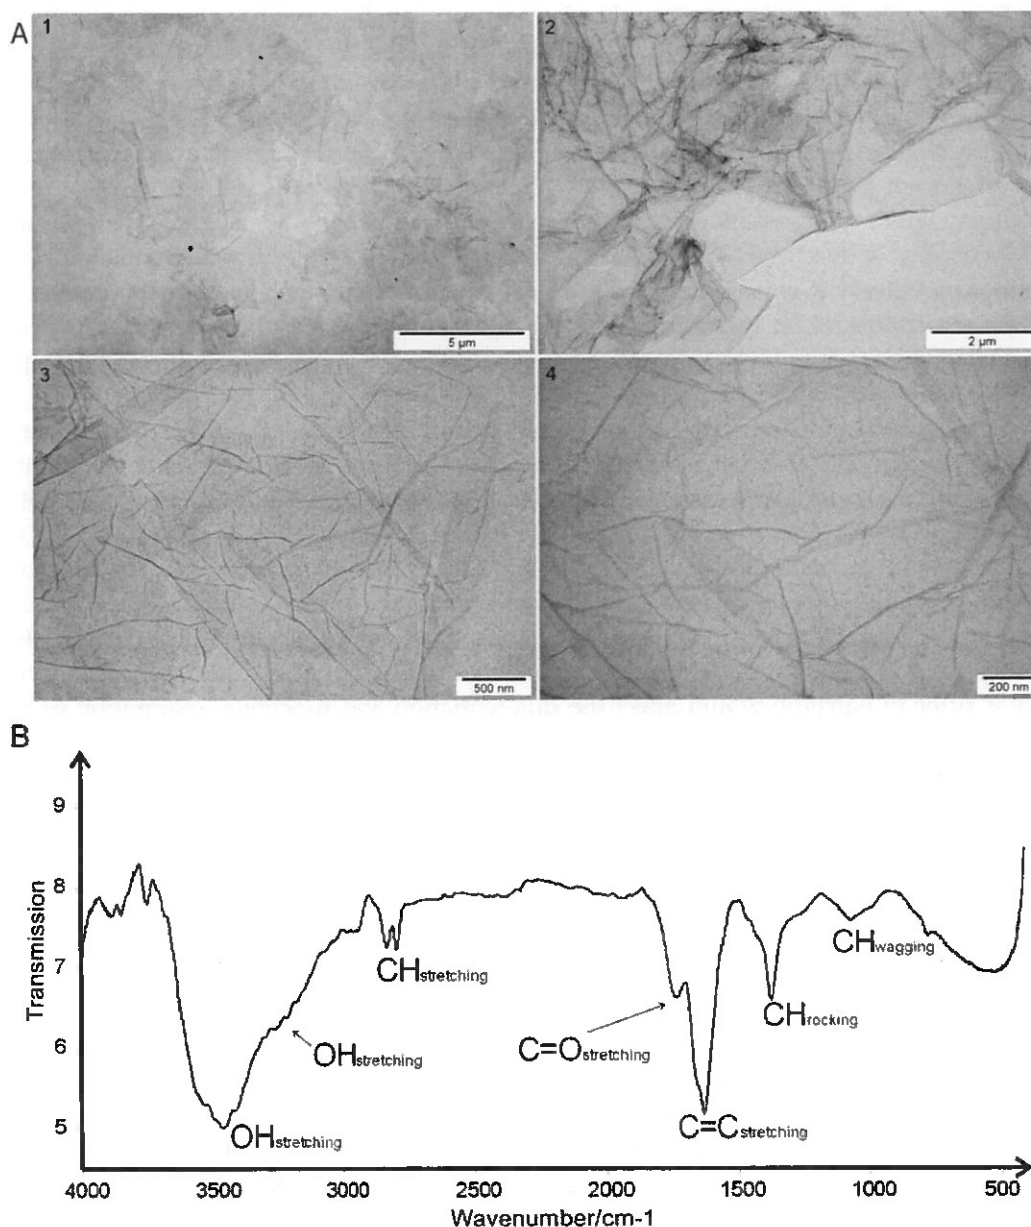 A
1
2
5 µm
2 µm
3
4
500 nm
200 nm
B
9
8
7
6
5
Transmission
CHstretching
OHstretching
OHstretching
C=Ostretching
C=Cstretching
CHrocking
CHwagging
4000 3500 3000 2500 2000 1500 1000 500
Wavenumber/cm-1